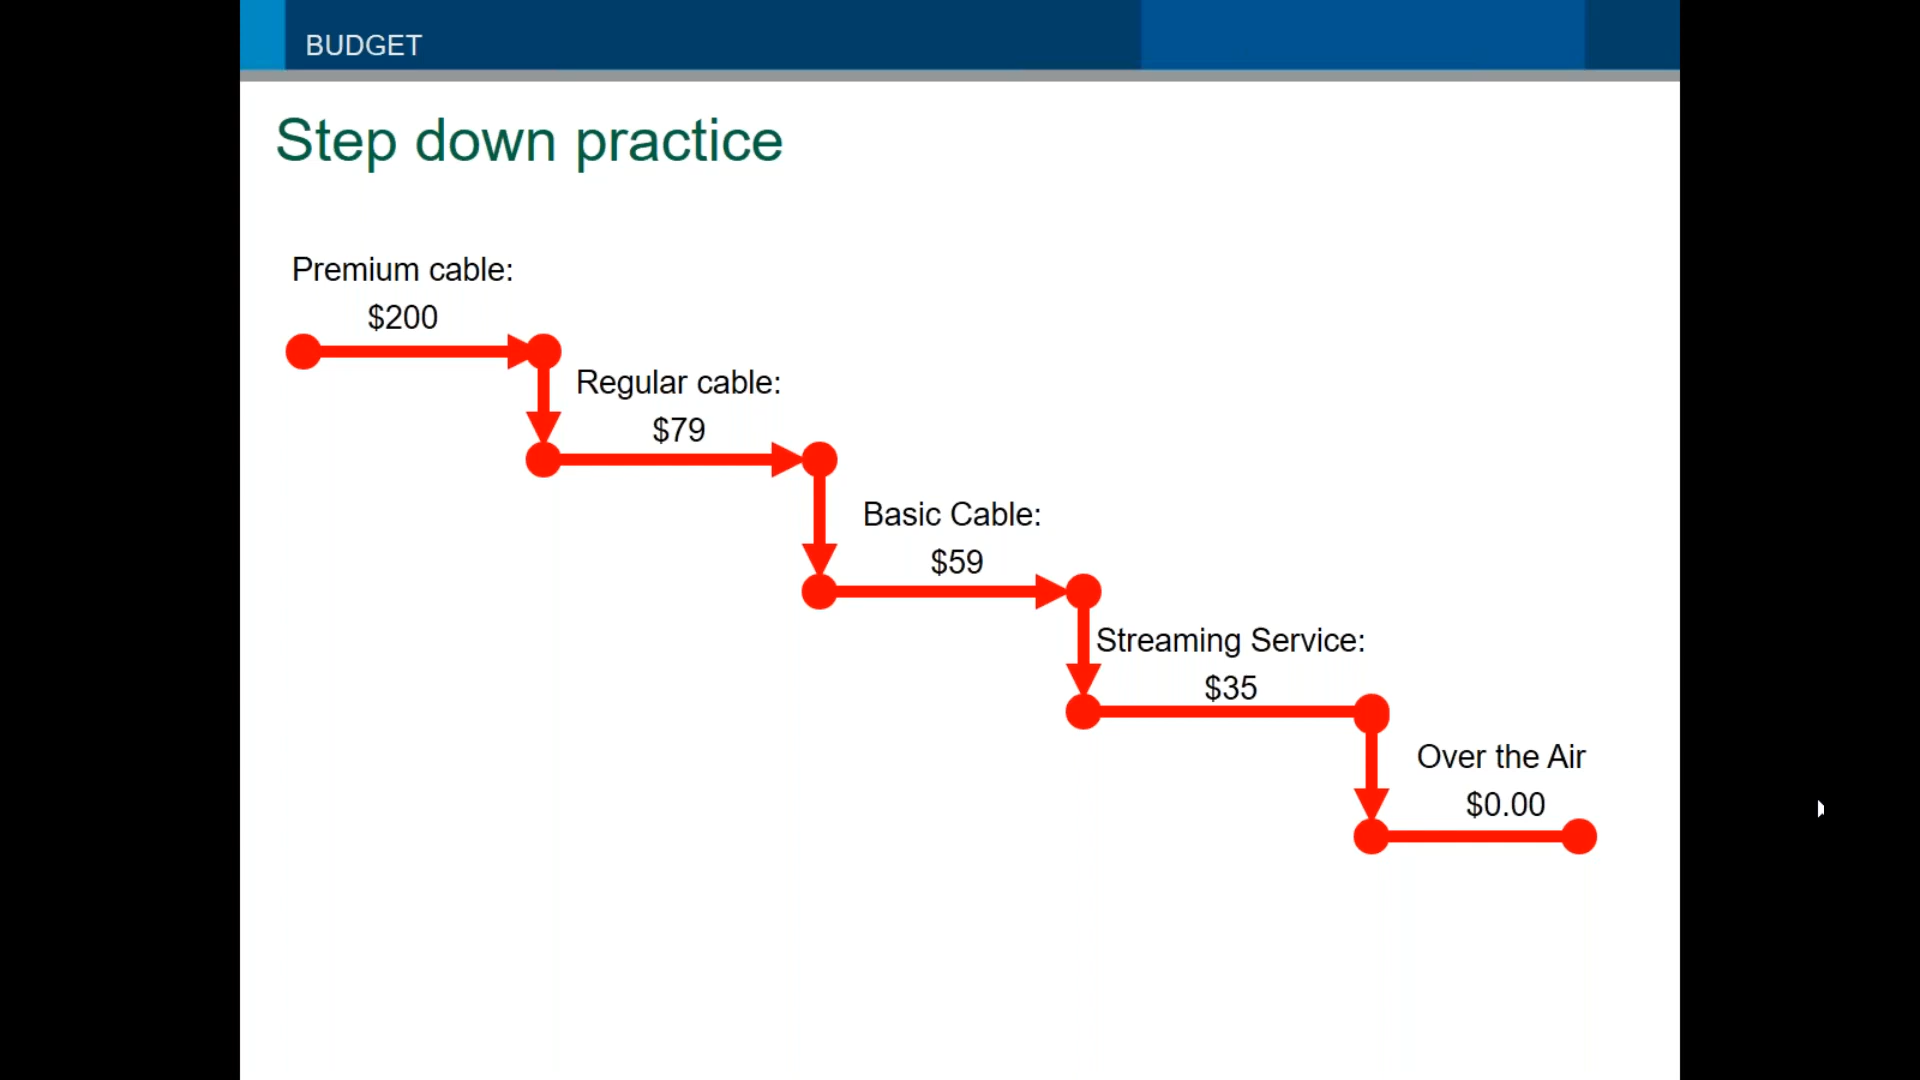 BUDGET
Step down practice
Premium cable:
$200
Regular cable:
$79
Basic Cable:
$59
Streaming Service:
$35
Over the Air
$0.00